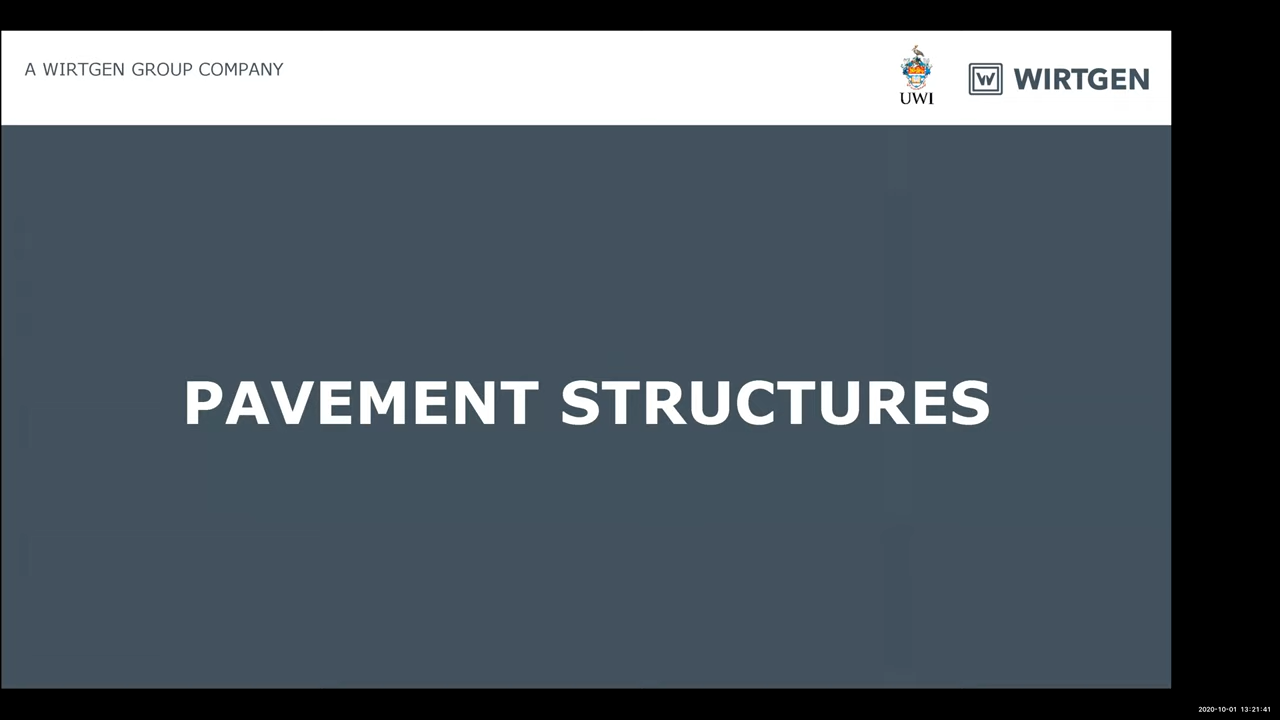 A WIRTGEN GROUP COMPANY
UWI
W WIRTGEN
PAVEMENT STRUCTURES
2020-10-01 13:21:41